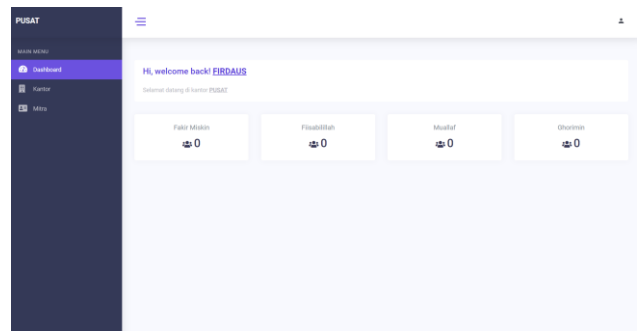 PUSAT
MAIN MENU
Dashboard
Kantor
Mitra
Hi, welcome back! FIRDAUS
Selamat datang di kantor PUSAT
Fakir Miskin
0
Fisabilillah
0
Muallaf
0
Ghorimin
0